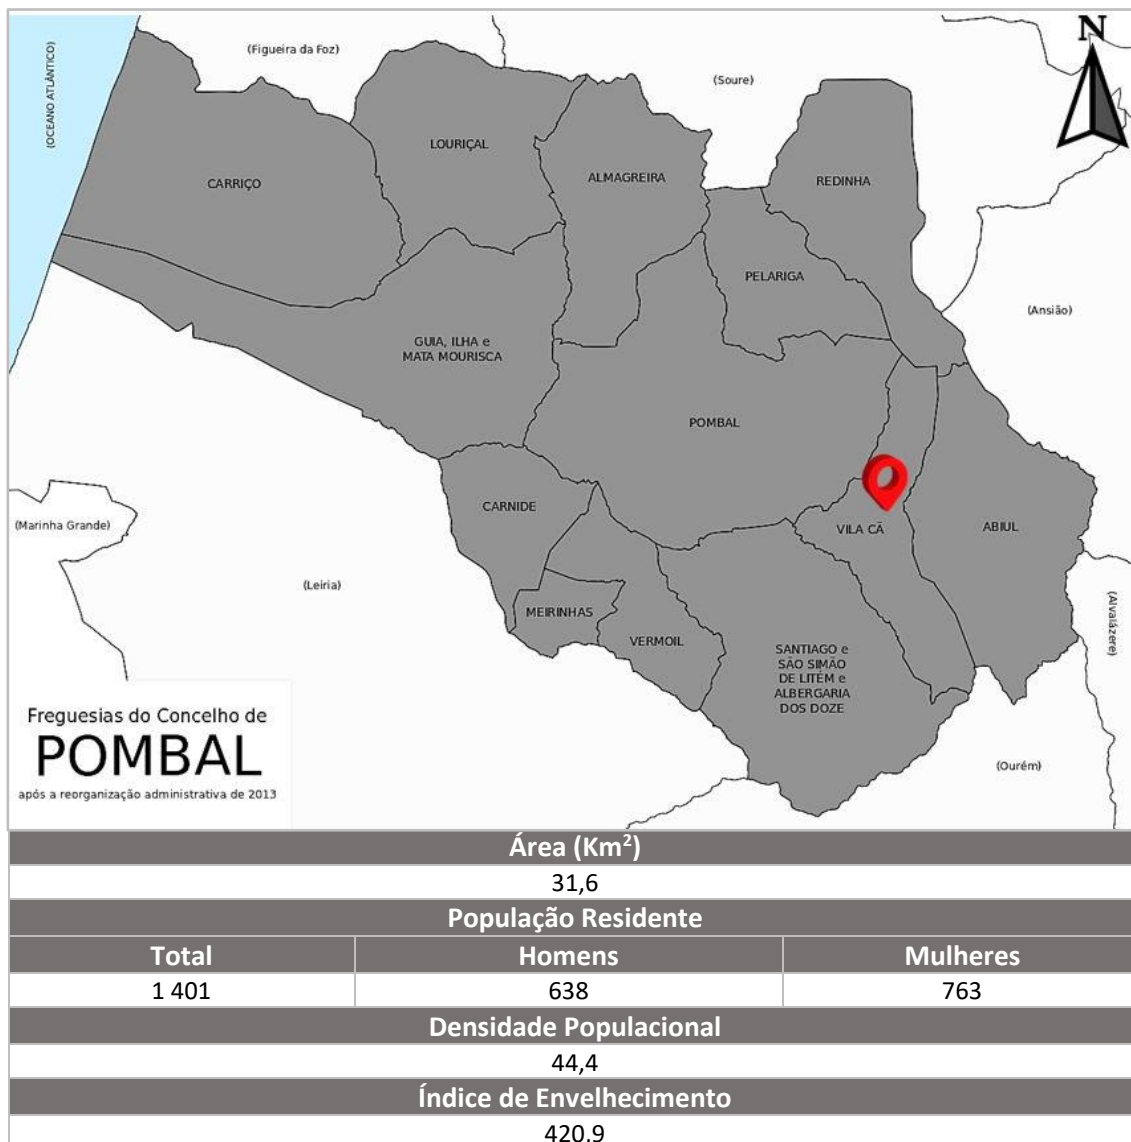 (OCEANO ATLÂNTICO)
(Figueira da Foz)
(Soure)
N
LOURIÇAL
CARRIÇO
ALMAGREIRA
REDINHA
PELARIGA
(Ansião)
GUIA, ILHA e
MATA MOURISCA
POMBAL
CARNIDE
(Marinha Grande)
VILA CÃ
ABIUL
(Leiria)
MEIRINHAS
VERMOIL
(Alvaiázere)
SANTIAGO e
SÃO SIMÃO
DE LITÉM e
ALBERGARIA
DOS DOZE
(Ourém)
Freguesias do Concelho de
POMBAL
após a reorganização administrativa de 2013
Área (Km²)
31,6
População Residente
Total Homens Mulheres
1 401 638 763
Densidade Populacional
44,4
Índice de Envelhecimento
420,9